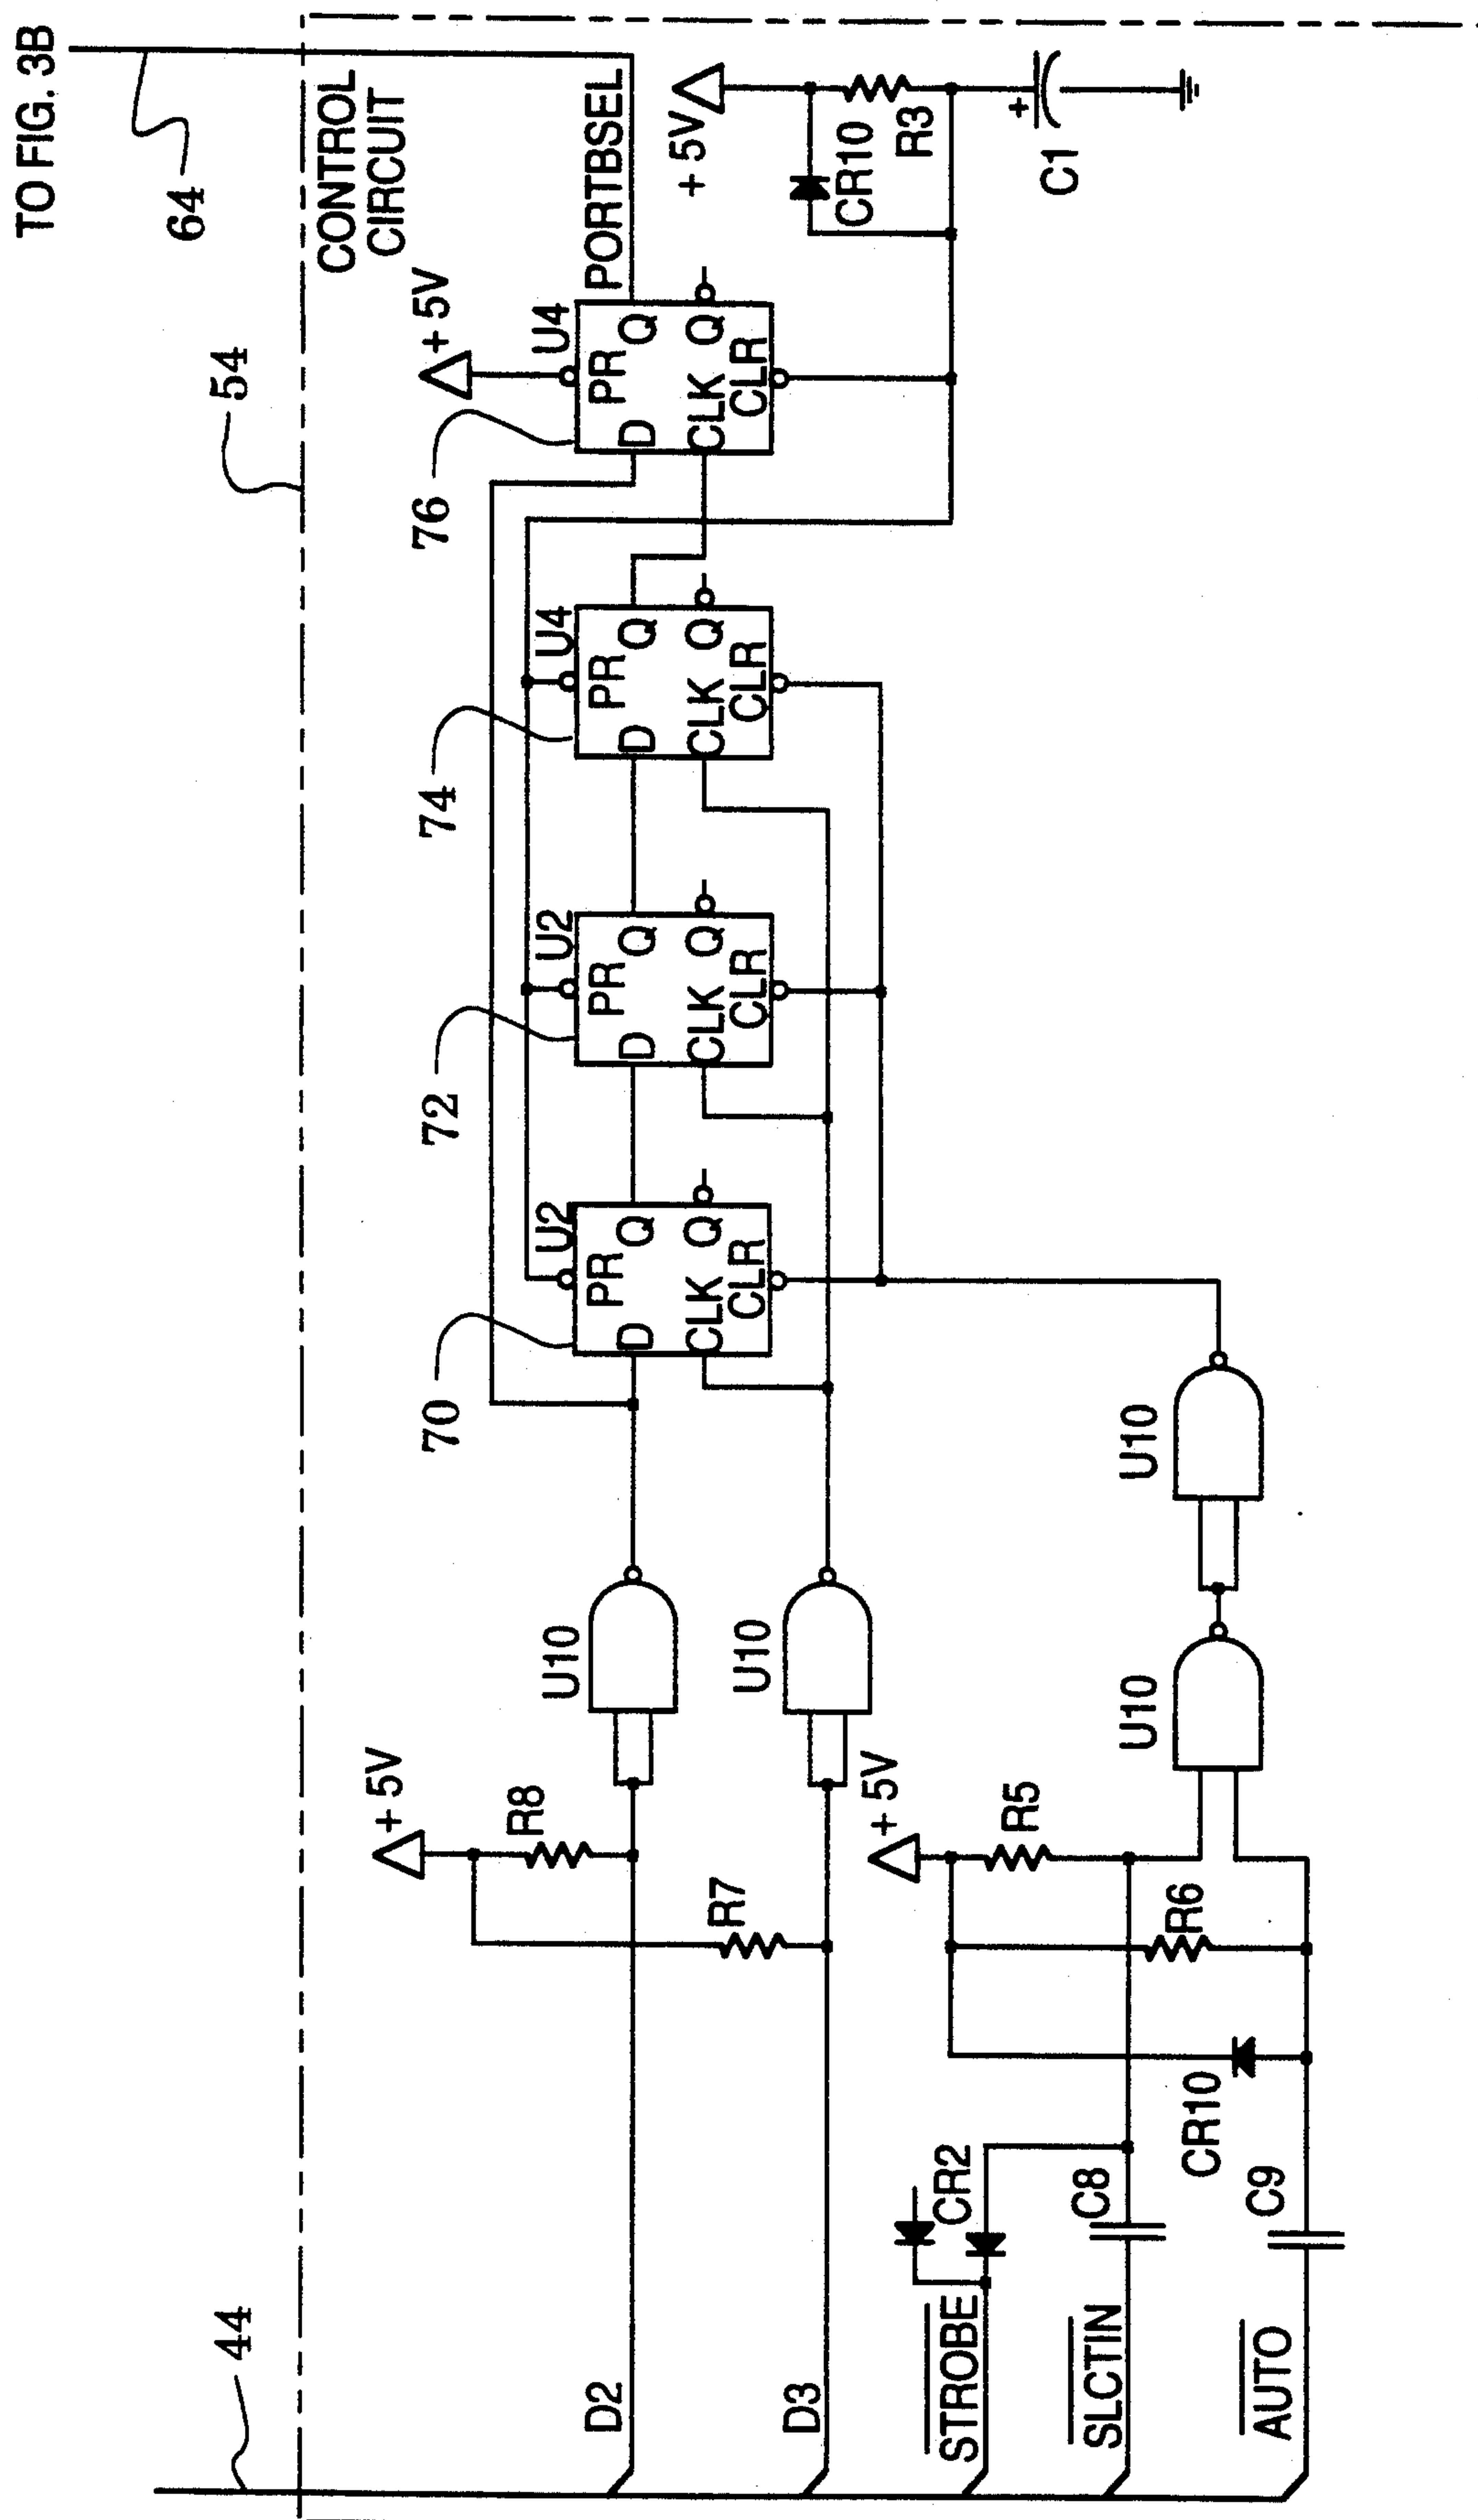 TO FIG. 3B
64
54
CONTROL
CIRCUIT
PORTBSEL
+5V
U4
PR
D
Q
CLK
Q
CLR
76
+5V
CR10
R3
+
C1
U4
PR
D
Q
CLK
Q
CLR
74
U2
PR
D
Q
CLK
Q
CLR
72
U2
PR
D
Q
CLK
Q
CLR
70
U10
U10
U10
U10
+5V
R8
R7
+5V
R5
R6
CR10
CR2
C8
C9
44
D2
D3
STROBE
SLCTIN
AUTO